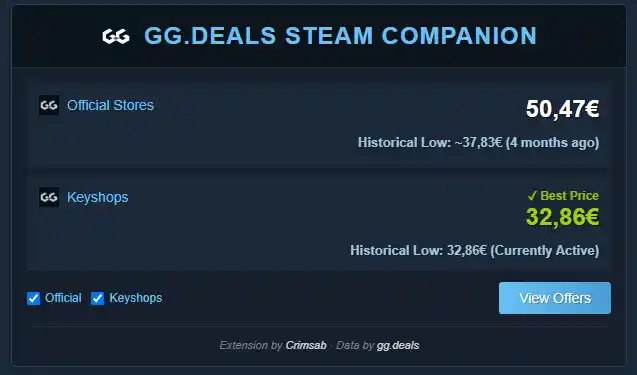 GG GG.DEALS STEAM COMPANION
GG Official Stores
50,47€
Historical Low: ~37,83€ (4 months ago)
GG Keyshops
✓ Best Price
32,86€
Historical Low: 32,86€ (Currently Active)
Official Keyshops
View Offers
Extension by Crimsab · Data by gg.deals